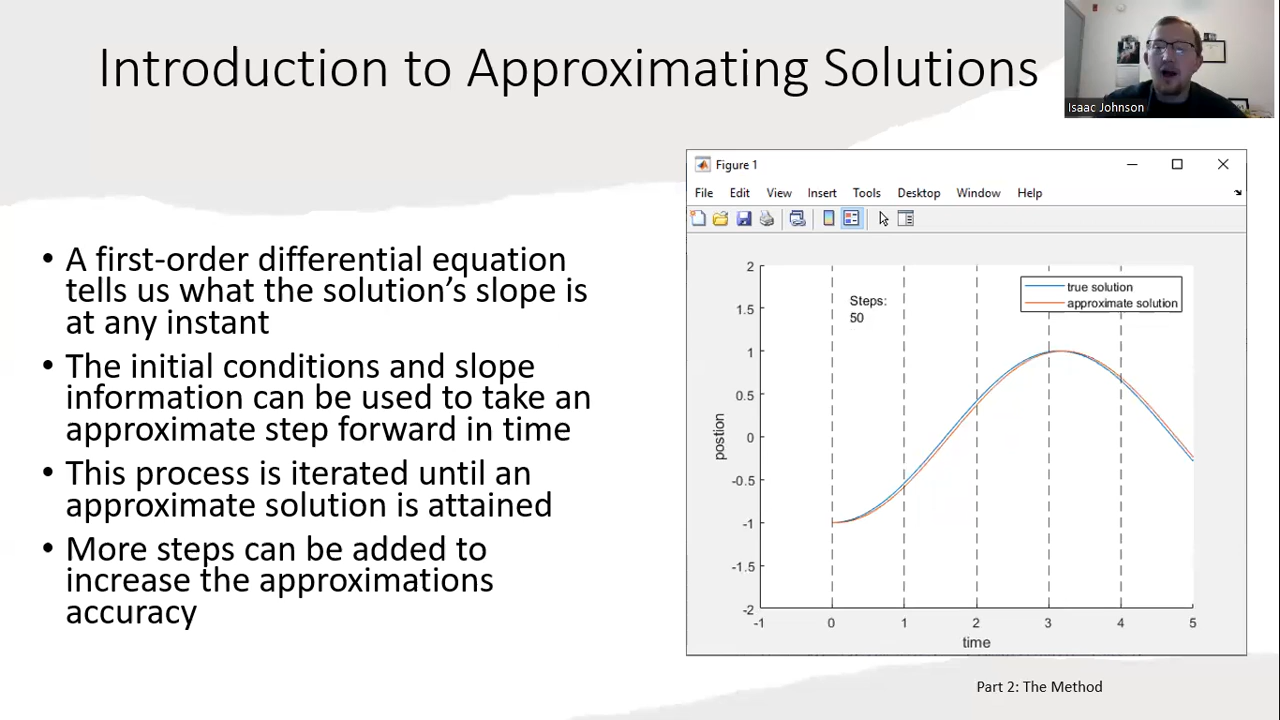 Introduction to Approximating Solutions
Isaac Johnson
• A first-order differential equation
tells us what the solution's slope is
at any instant
• The initial conditions and slope
information can be used to take an
approximate step forward in time
• This process is iterated until an
approximate solution is attained
• More steps can be added to
increase the approximations
accuracy
Figure 1
File Edit View Insert Tools Desktop Window Help
Steps:
50
true solution
approximate solution
2
1.5
1
0.5
0
-0.5
-1
-1.5
-2
postion
-1 0 1 2 3 4 5
time
Part 2: The Method